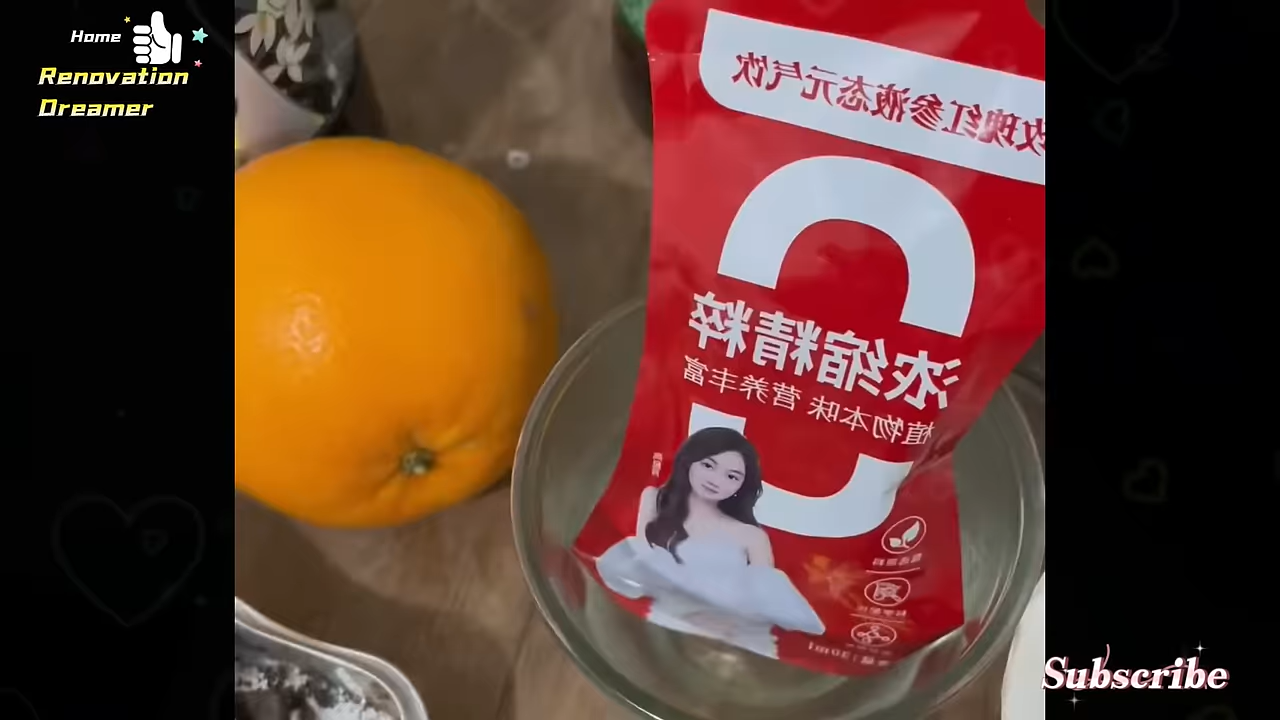 Home
Renovation
Dreamer
玫瑰红参液态元气饮
浓缩精粹
植物本味 营养丰富
30ml
Subscribe